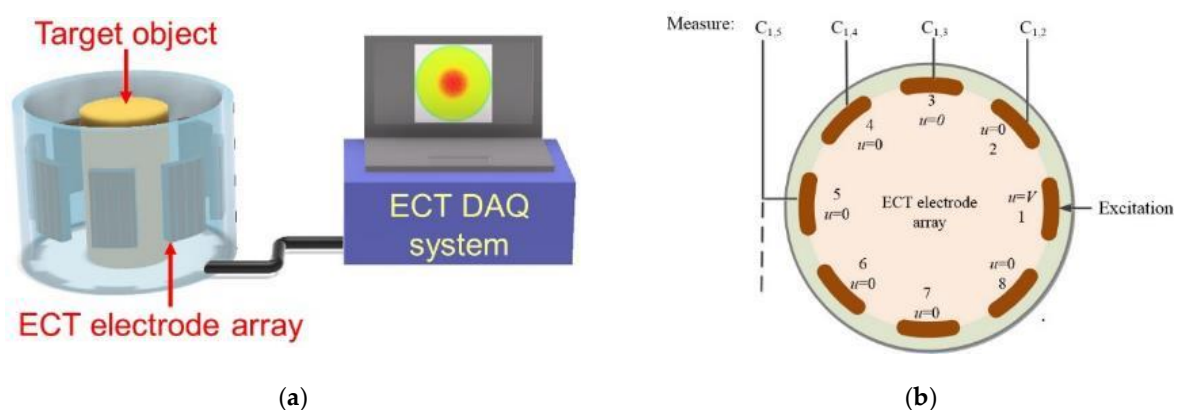 Target object
ECT DAQ
system
ECT electrode array
(a)
Measure: C1,5 C1,4 C1,3 C1,2
3
u=0
4
u=0
u=0
2
5
u=0
ECT electrode
array
u=V
1
Excitation
6
u=0
7
u=0
u=0
8
(b)